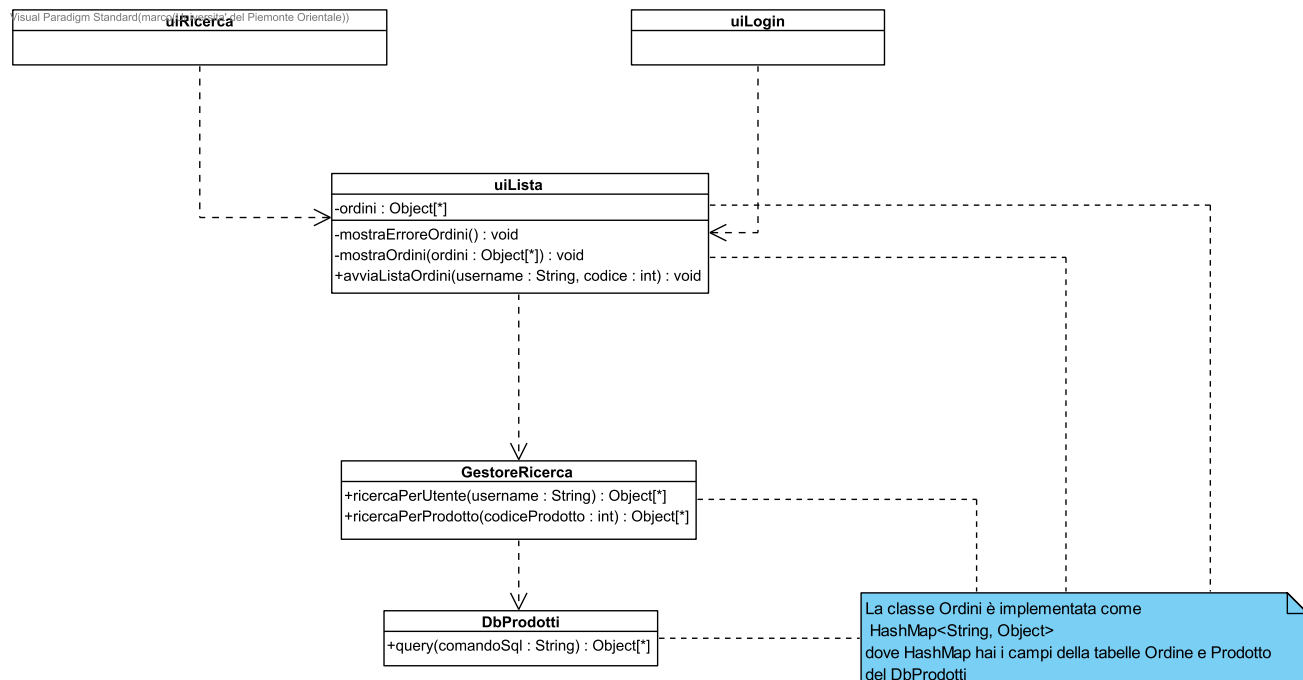 Visual Paradigm Standard(marco(Universita' del Piemonte Orientale))
uiRicerca
uiLogin
uiLista
-ordini : Object[*]
-mostraErroreOrdini() : void
-mostraOrdini(ordini : Object[*]) : void
+avviaListaOrdini(username : String, codice : int) : void
GestoreRicerca
+ricercaPerUtente(username : String) : Object[*]
+ricercaPerProdotto(codiceProdotto : int) : Object[*]
DbProdotti
+query(comandoSql : String) : Object[*]
La classe Ordini è implementata come
HashMap<String, Object>
dove HashMap hai i campi della tabelle Ordine e Prodotto
del DbProdotti